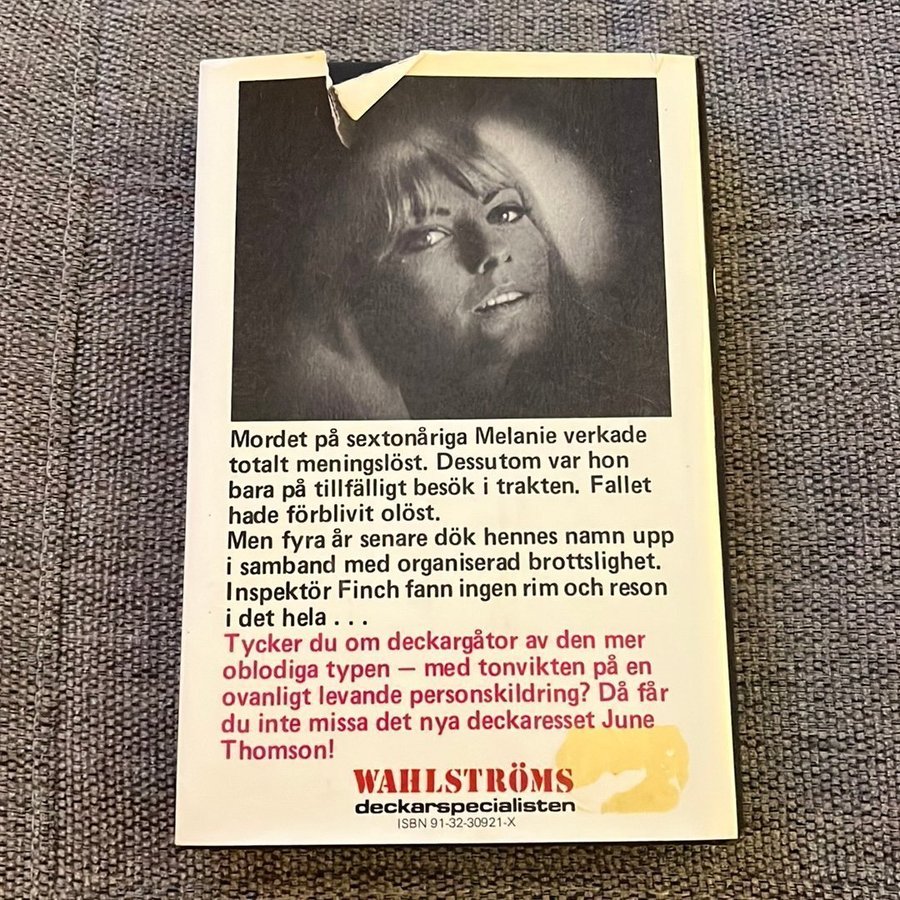 Mordet på sextonåriga Melanie verkade
totalt meningslöst. Dessutom var hon
bara på tillfälligt besök i trakten. Fallet
hade förblivit olöst.
Men fyra år senare dök hennes namn upp
i samband med organiserad brottslighet.
Inspektör Finch fann ingen rim och reson
i det hela . . .
Tycker du om deckargåtor av den mer
oblodiga typen — med tonvikten på en
ovanligt levande personskildring? Då får
du inte missa det nya deckaresset June
Thomson!
WAHLSTRÖMS
deckarspecialisten
ISBN 91-32-30921-X